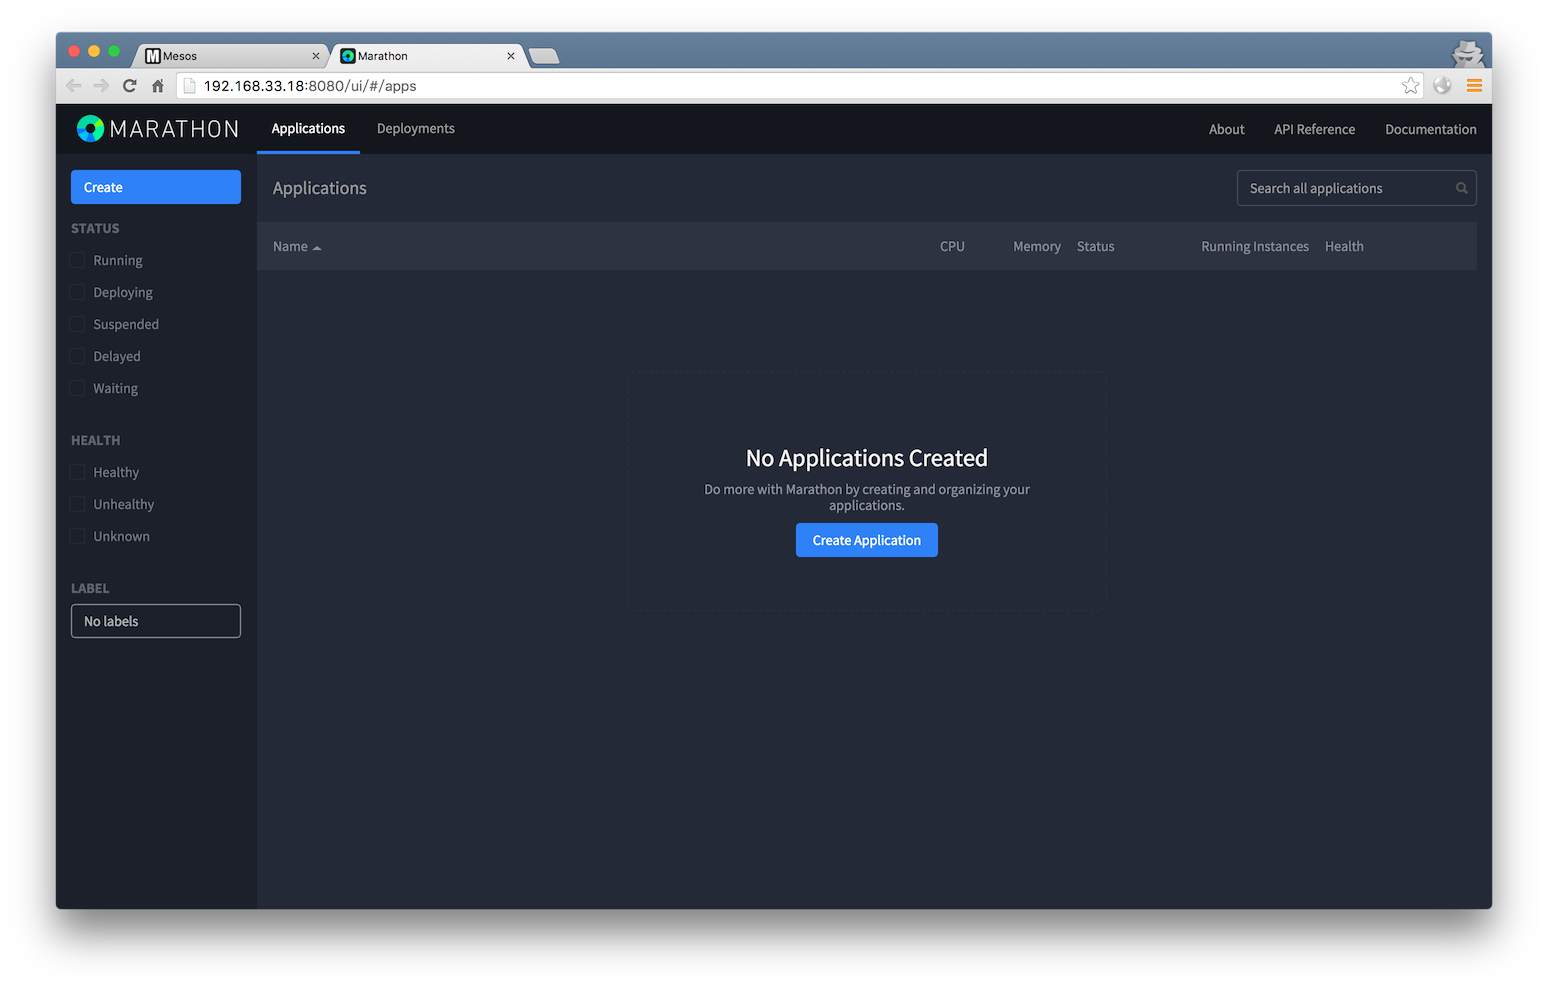 Mesos
Marathon
192.168.33.18:8080/ui/#/apps
MARATHON
Applications
Deployments
About
API Reference
Documentation
Create
Applications
Search all applications
STATUS
Name
CPU
Memory
Status
Running Instances
Health
Running
Deploying
Suspended
Delayed
Waiting
HEALTH
Healthy
Unhealthy
Unknown
LABEL
No labels
No Applications Created
Do more with Marathon by creating and organizing your
applications.
Create Application